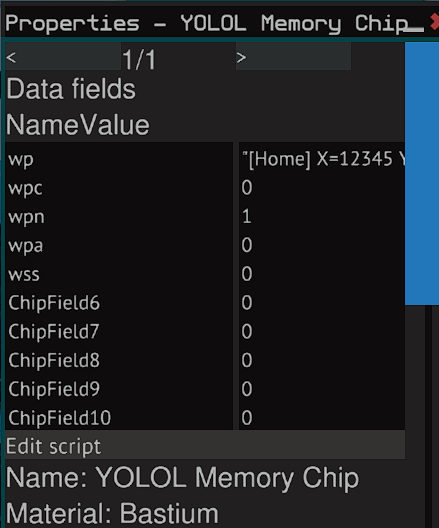 Properties - YOLOL Memory Chip
< 1/1 >
Data fields
NameValue
wp "[Home] X=12345
wpc 0
wpn 1
wpa 0
wss 0
ChipField6 0
ChipField7 0
ChipField8 0
ChipField9 0
ChipField10 0
Edit script
Name: YOLOL Memory Chip
Material: Bastium